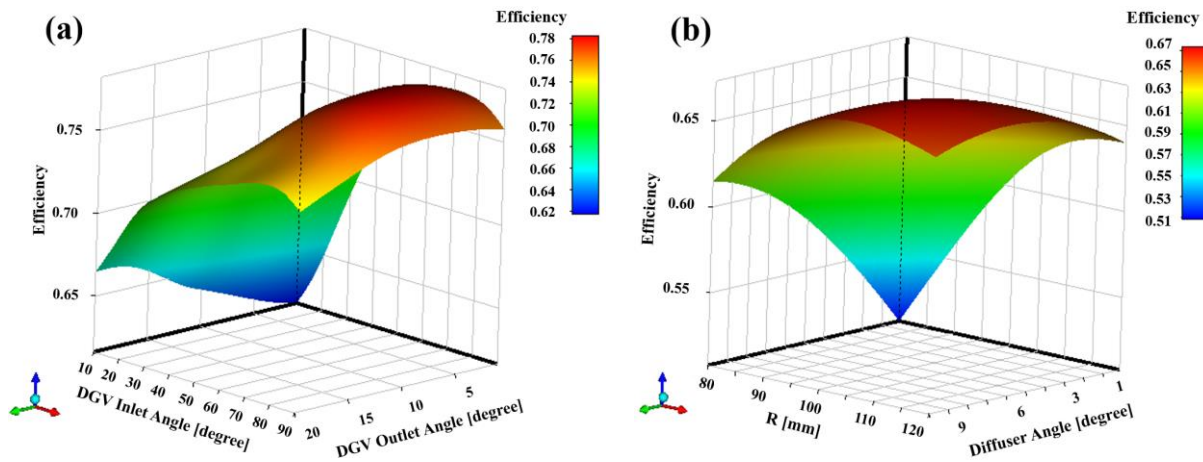 (a)
Efficiency
0.78
0.76
0.74
0.72
0.70
0.68
0.66
0.64
0.62
0.75
0.70
0.65
Efficiency
10 20 30 40 50 60 70 80 90
DGV Inlet Angle [degree]
20 15 10 5
DGV Outlet Angle [degree]
(b)
Efficiency
0.67
0.65
0.63
0.61
0.59
0.57
0.55
0.53
0.51
0.65
0.60
0.55
Efficiency
80 90 100 110 120
R [mm]
9 6 3 1
Diffuser Angle [degree]